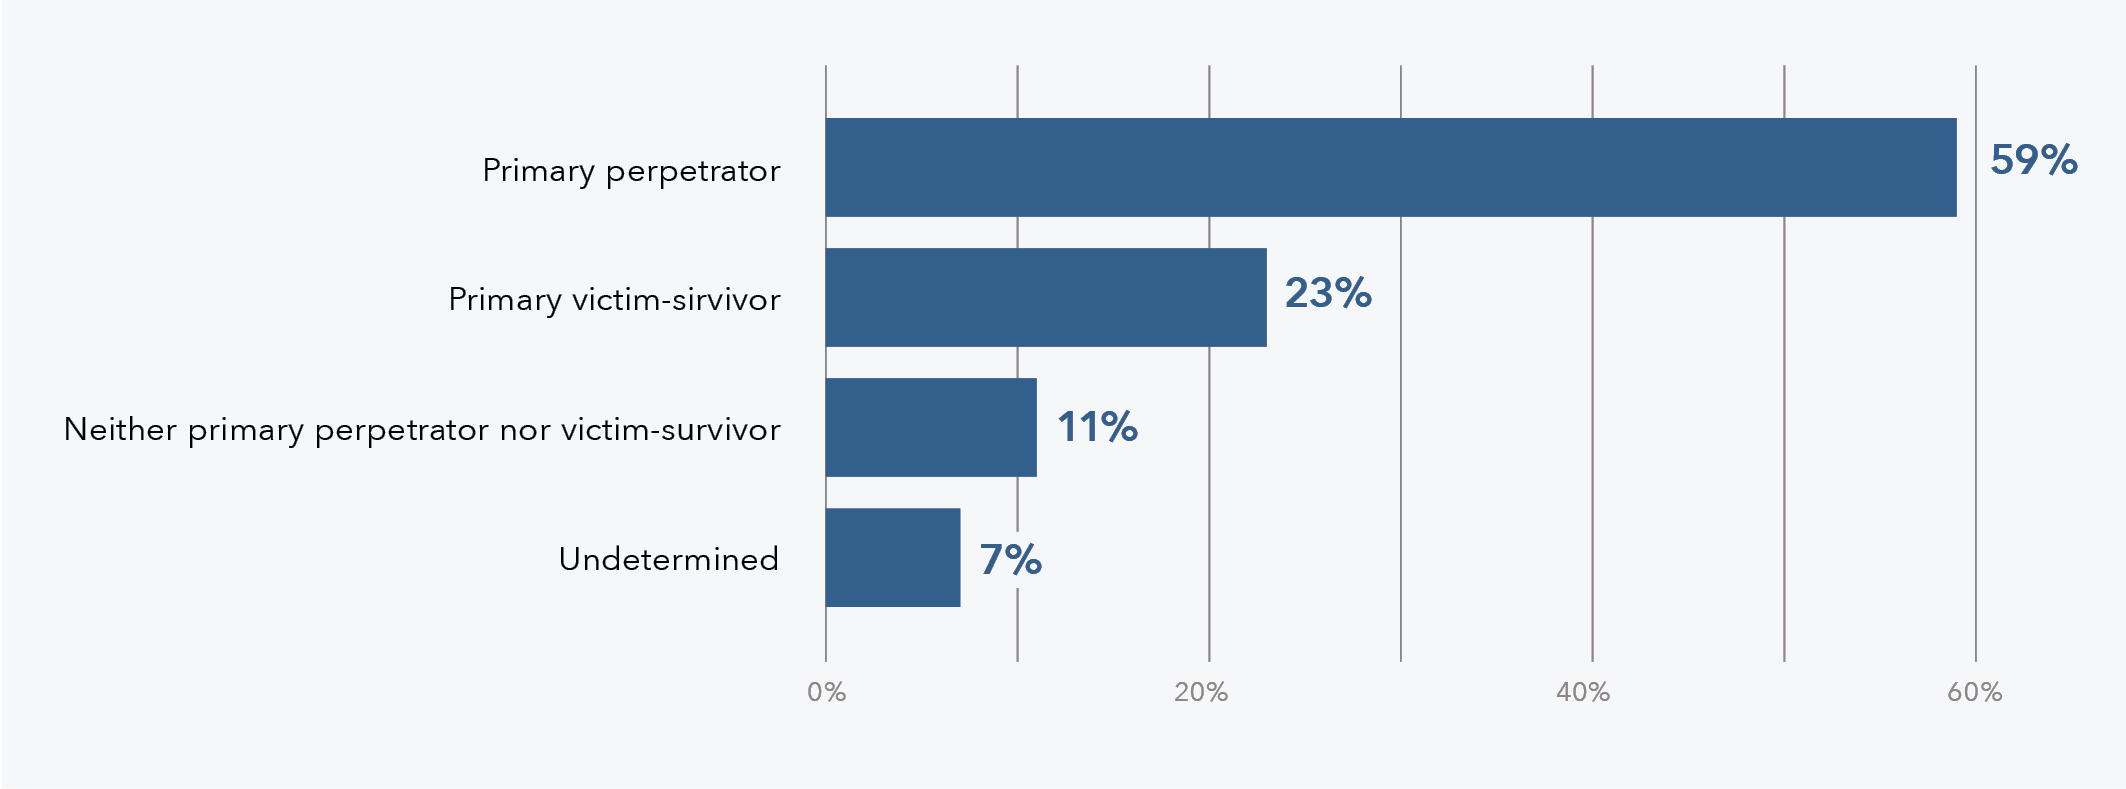 Primary perpetrator 59%
Primary victim-sirvivor 23%
Neither primary perpetrator nor victim-survivor 11%
Undetermined 7%
0% 20% 40% 60%